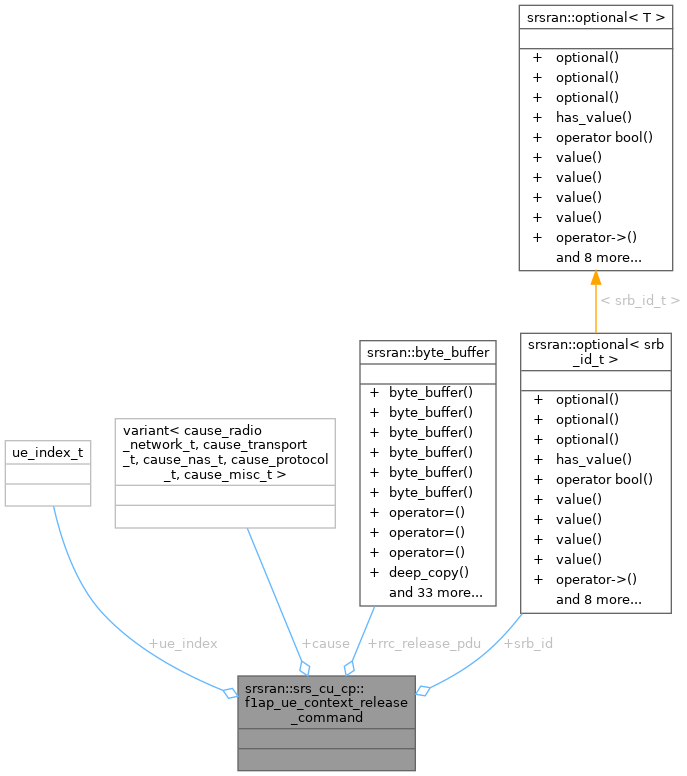 srsran::optional< T >
+ optional()
+ optional()
+ optional()
+ has_value()
+ operator bool()
+ value()
+ value()
+ value()
+ value()
+ operator->()
and 8 more...
< srb_id_t >
srsran::optional< srb
_id_t >
+ optional()
+ optional()
+ optional()
+ has_value()
+ operator bool()
+ value()
+ value()
+ value()
+ value()
+ operator->()
and 8 more...
srsran::byte_buffer
+ byte_buffer()
+ byte_buffer()
+ byte_buffer()
+ byte_buffer()
+ byte_buffer()
+ byte_buffer()
+ operator=()
+ operator=()
+ operator=()
+ deep_copy()
and 33 more...
variant< cause_radio
_network_t, cause_transport
_t, cause_nas_t, cause_protocol
_t, cause_misc_t >
ue_index_t
+ue_index
+cause
+rrc_release_pdu
+srb_id
srsran::srs_cu_cp::
f1ap_ue_context_release
_command